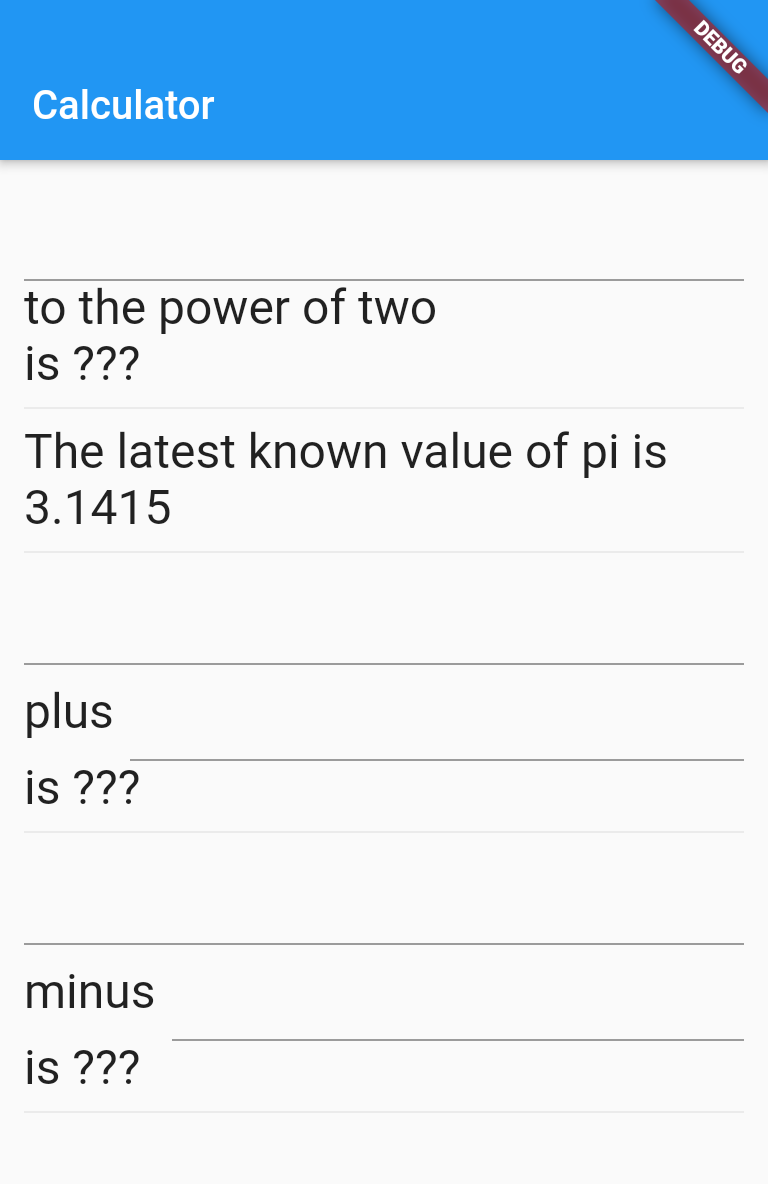 DEBUG
Calculator
to the power of two
is ???
The latest known value of pi is
3.1415
plus
is ???
minus
is ???